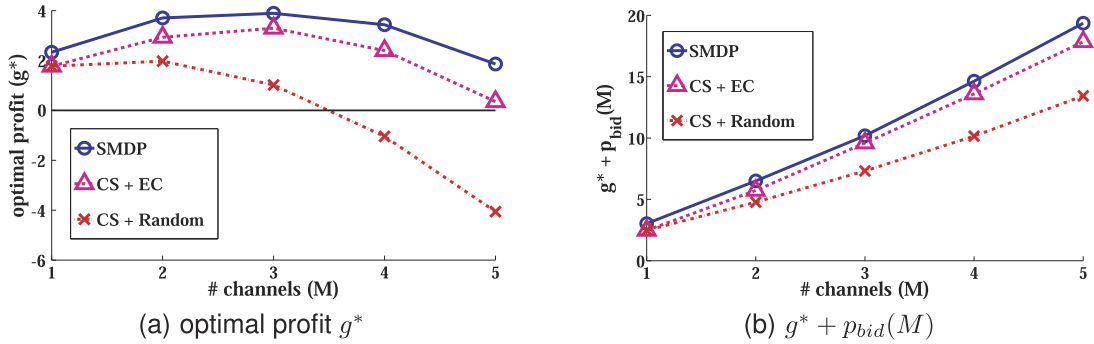 4
2
0
-2
-4
-6
optimal profit (g*)
SMDP
CS + EC
CS + Random
1 2 3 4 5
# channels (M)
(a) optimal profit g*
20
15
10
5
0
g* + p_bid(M)
SMDP
CS + EC
CS + Random
1 2 3 4 5
# channels (M)
(b) g* + p_bid(M)